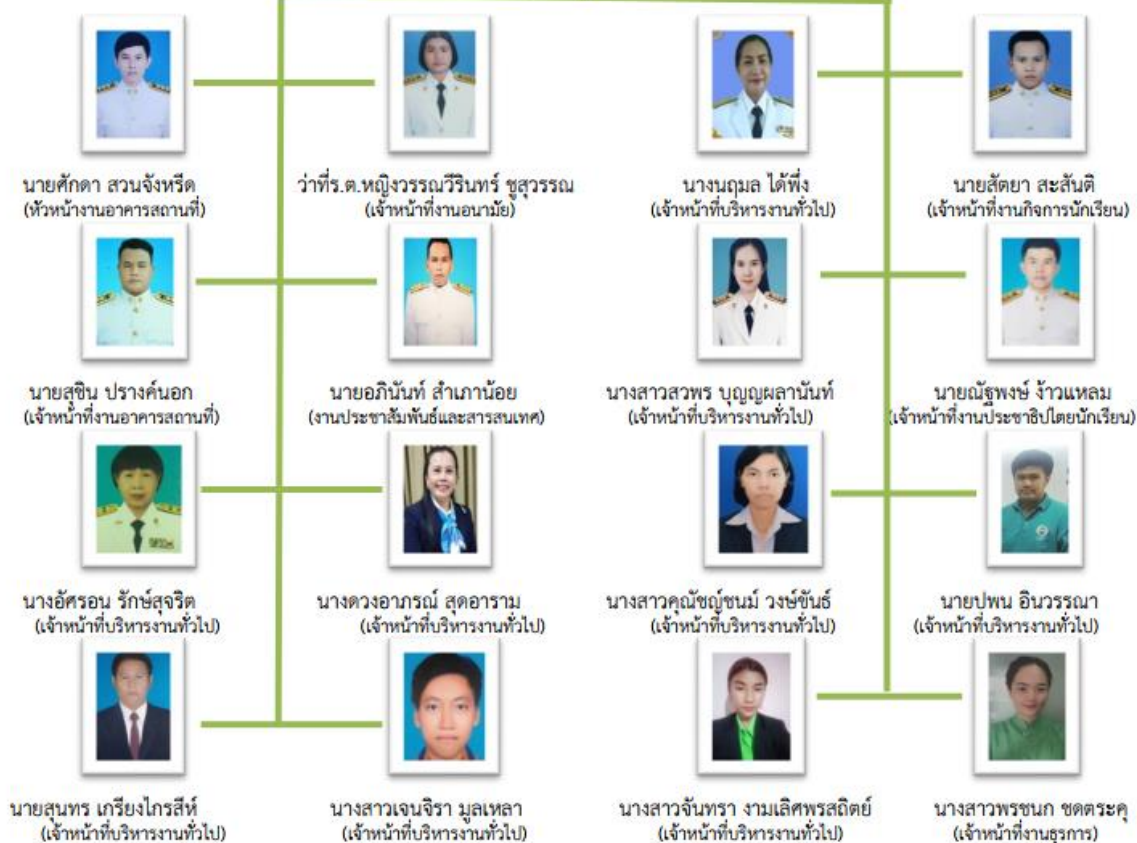 นายศักดา สวนจังหรีด
(หัวหน้างานอาคารสถานที่)
ว่าที่ร.ต.หญิงวรรณวีรินทร์ ชูสุวรรณ
(เจ้าหน้าที่งานอนามัย)
นางนฤมล ได้พึ่ง
(เจ้าหน้าที่บริหารงานทั่วไป)
นายสัตยา สะสันติ
(เจ้าหน้าที่งานกิจการนักเรียน)
นายสุชิน ปรางค์นอก
(เจ้าหน้าที่งานอาคารสถานที่)
นายอภินันท์ สำเภาน้อย
(งานประชาสัมพันธ์และสารสนเทศ)
นางสาวสวพร บุญญผลานันท์
(เจ้าหน้าที่บริหารงานทั่วไป)
นายณัฐพงษ์ ง้าวแหลม
(เจ้าหน้าที่งานประชาธิปไตยนักเรียน)
นางอัศรอน รักษ์สุจริต
(เจ้าหน้าที่บริหารงานทั่วไป)
นางดวงอาภรณ์ สุดอาราม
(เจ้าหน้าที่บริหารงานทั่วไป)
นางสาวคุณัชญ์ชนม์ วงษ์ขันธ์
(เจ้าหน้าที่บริหารงานทั่วไป)
นายปพน อินวรรณา
(เจ้าหน้าที่บริหารงานทั่วไป)
นายสุนทร เกรียงไกรสีห์
(เจ้าหน้าที่บริหารงานทั่วไป)
นางสาวเจนจิรา มูลเหลา
(เจ้าหน้าที่บริหารงานทั่วไป)
นางสาวจันทรา งามเลิศพรสถิตย์
(เจ้าหน้าที่บริหารงานทั่วไป)
นางสาวพรชนก ชดตระคุ
(เจ้าหน้าที่งานธุรการ)